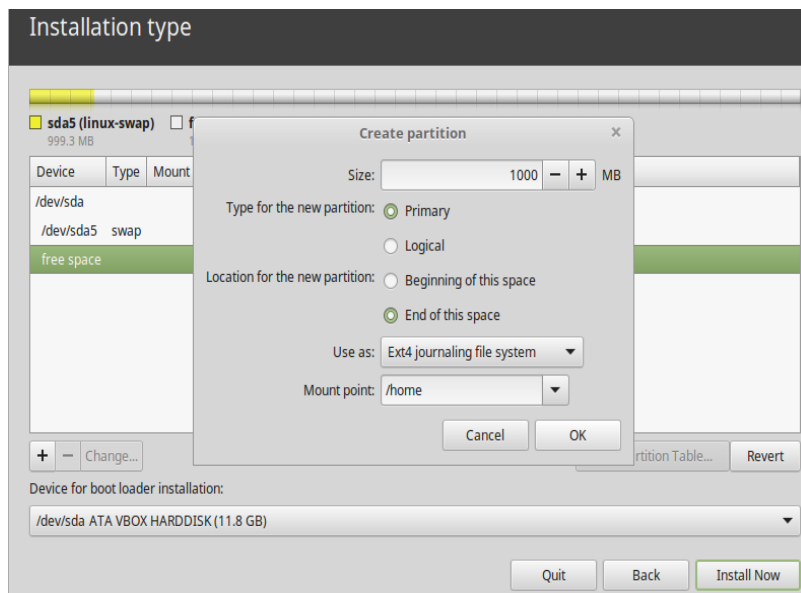 Installation type
sda5 (linux-swap) f
999.3 MB 1
Create partition
Device Type Mount
/dev/sda
/dev/sda5 swap
free space
Size: 1000 − + MB
Type for the new partition: Primary
Logical
Location for the new partition: Beginning of this space
End of this space
Use as: Ext4 journaling file system
Mount point: /home
Cancel OK
+ − Change... rtition Table... Revert
Device for boot loader installation:
/dev/sda ATA VBOX HARDDISK (11.8 GB)
Quit Back Install Now